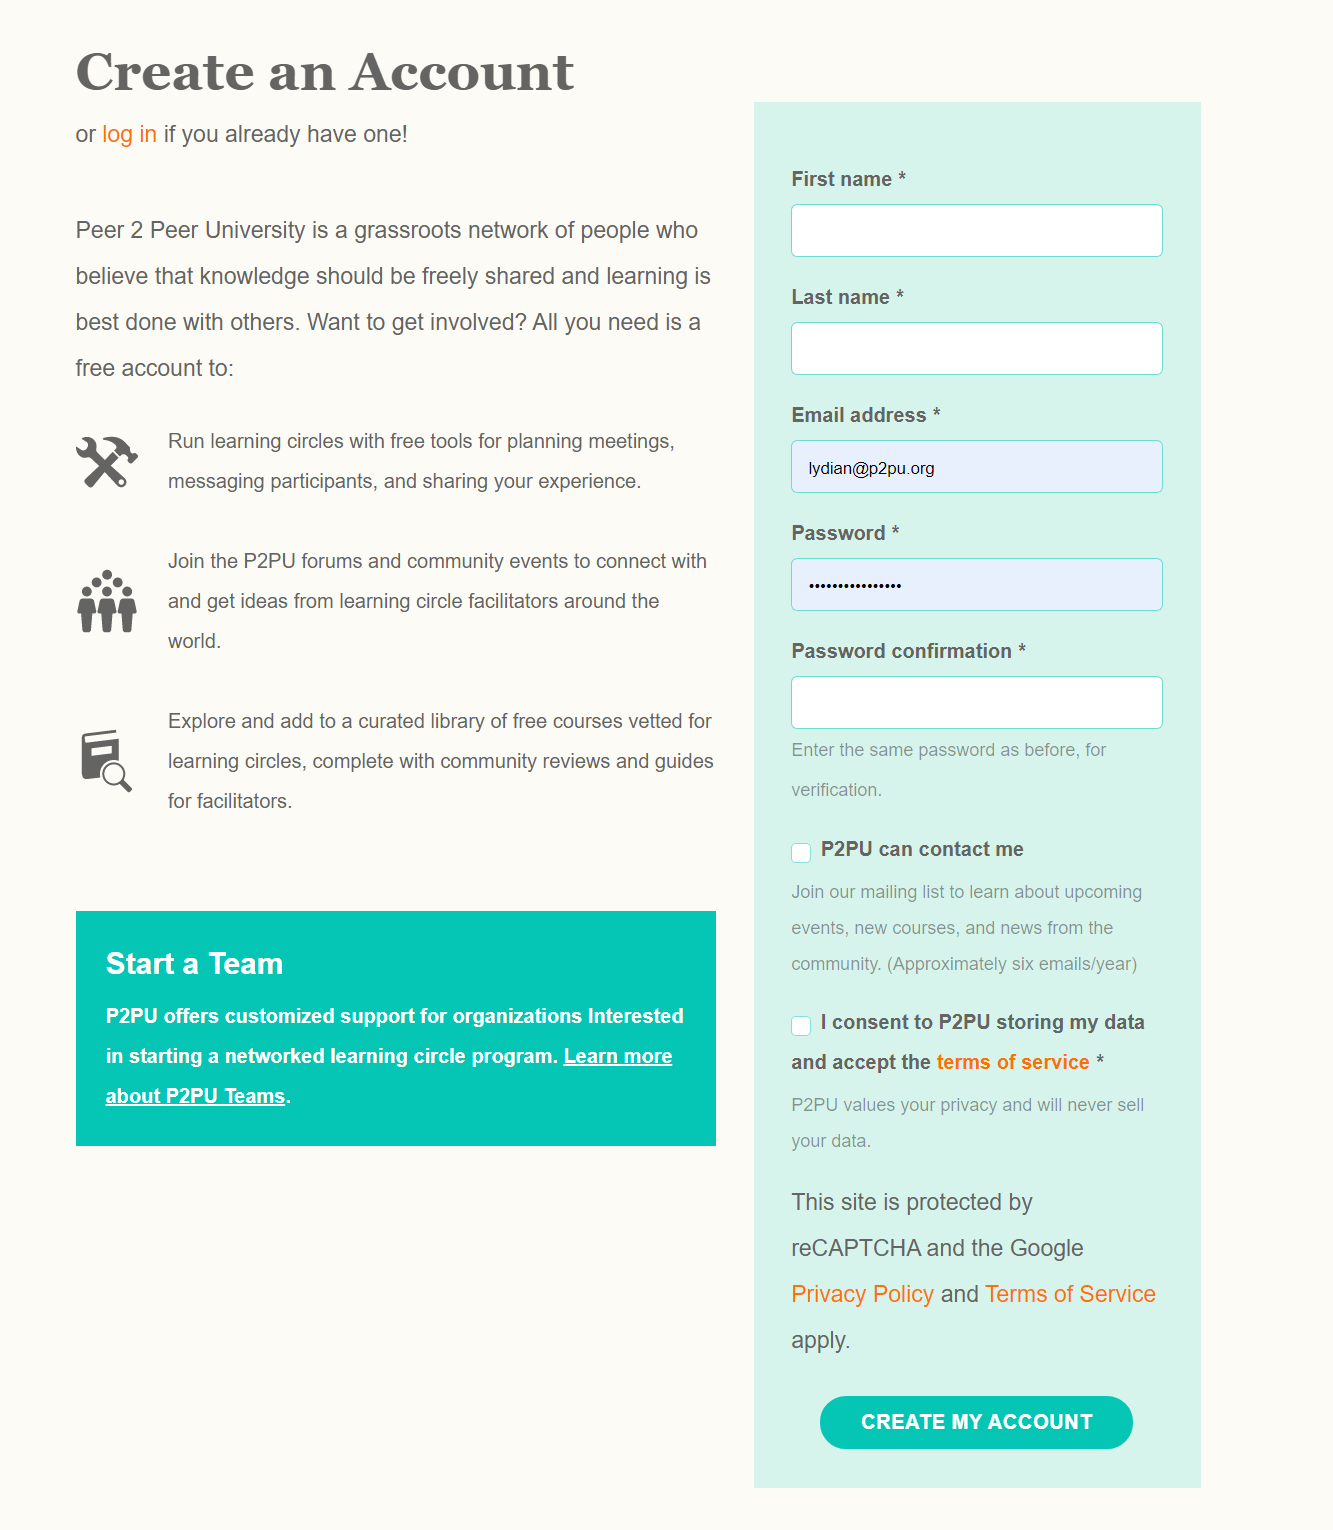 Create an Account
or log in if you already have one!
Peer 2 Peer University is a grassroots network of people who
believe that knowledge should be freely shared and learning is
best done with others. Want to get involved? All you need is a
free account to:
Run learning circles with free tools for planning meetings,
messaging participants, and sharing your experience.
Join the P2PU forums and community events to connect with
and get ideas from learning circle facilitators around the
world.
Explore and add to a curated library of free courses vetted for
learning circles, complete with community reviews and guides
for facilitators.
Start a Team
P2PU offers customized support for organizations Interested
in starting a networked learning circle program. Learn more
about P2PU Teams.
First name *
Last name *
Email address *
lydian@p2pu.org
Password *
••••••••••••••••
Password confirmation *
Enter the same password as before, for
verification.
P2PU can contact me
Join our mailing list to learn about upcoming
events, new courses, and news from the
community. (Approximately six emails/year)
I consent to P2PU storing my data
and accept the terms of service *
P2PU values your privacy and will never sell
your data.
This site is protected by
reCAPTCHA and the Google
Privacy Policy and Terms of Service
apply.
CREATE MY ACCOUNT